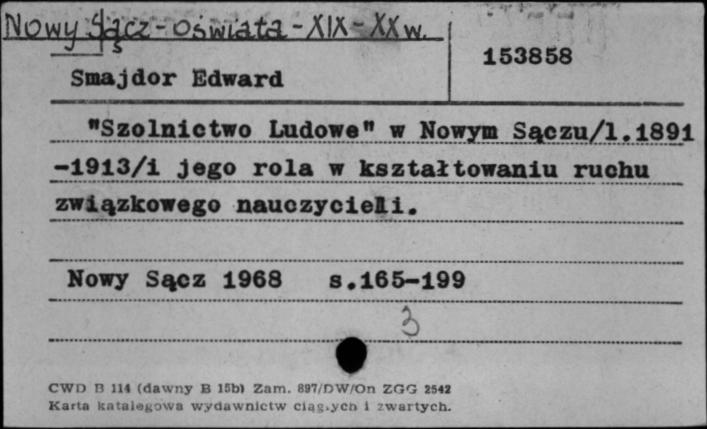 Nowy Sącz - oświata - XIX - XX w.
153858
Smajdor Edward
"Szolnictwo Ludowe" w Nowym Sączu/l.1891
-1913/i jego rola w kształtowaniu ruchu
związkowego nauczycieli.
Nowy Sącz 1968 s.165-199
3
CWD B 114 (dawny B 15b) Zam. 897/DW/On ZGG 2542
Karta katalogowa wydawnictw ciągłych i zwartych.